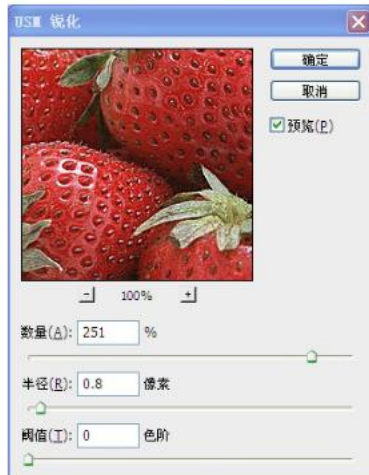 USM 锐化
确定
取消
预览(P)
- 100% +
数量(A): 251 %
半径(R): 0.8 像素
阈值(T): 0 色阶